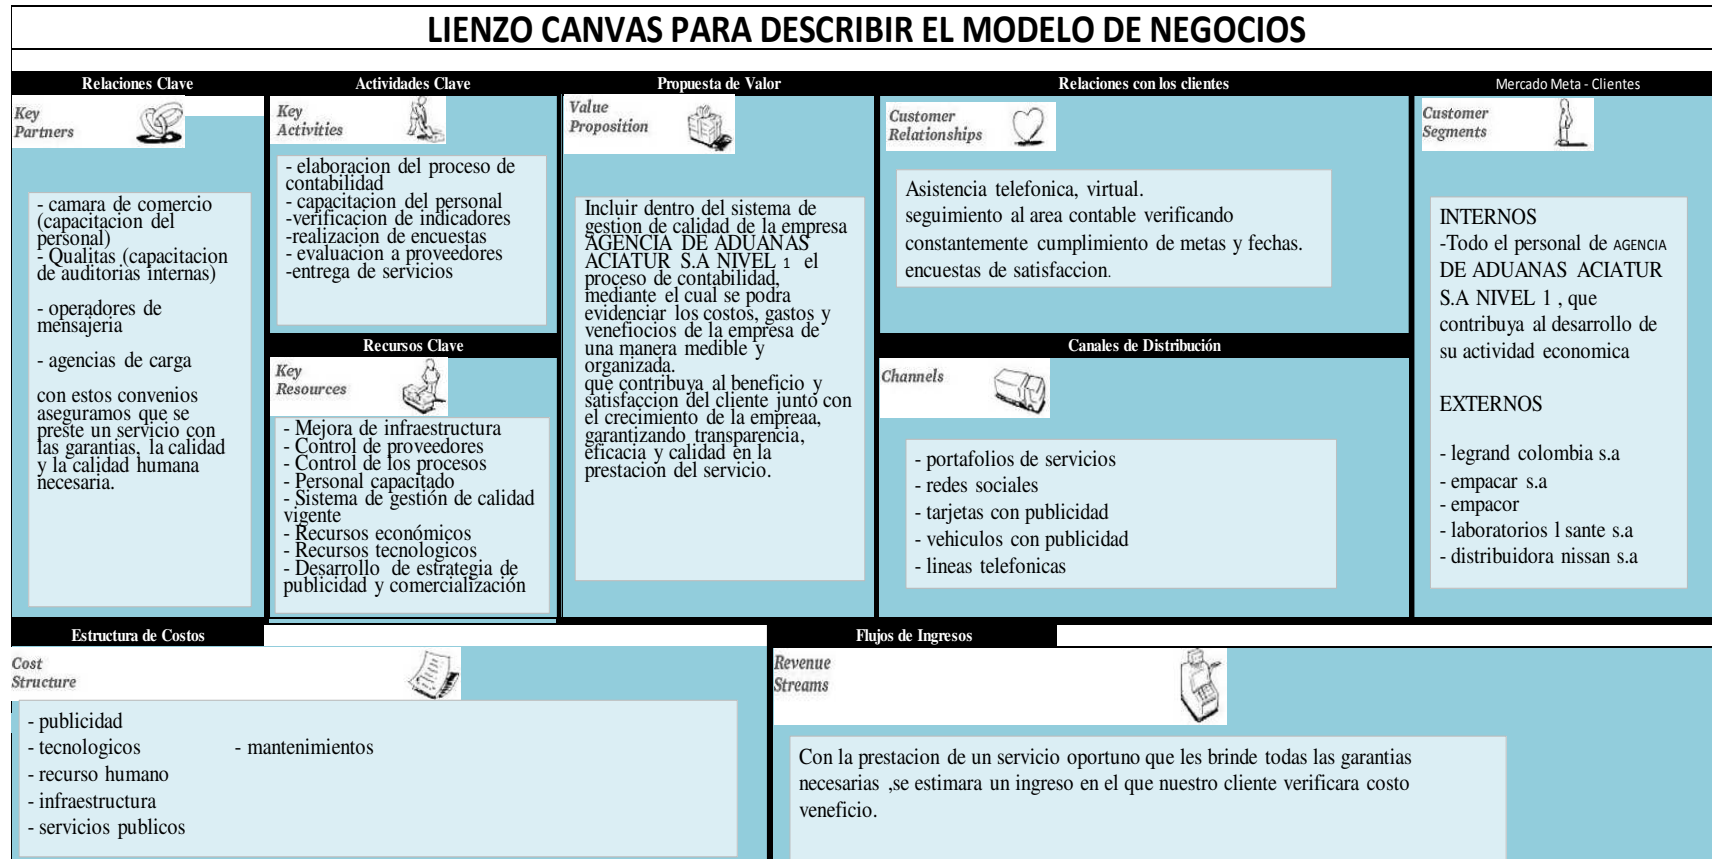 LIENZO CANVAS PARA DESCRIBIR EL MODELO DE NEGOCIOS
Relaciones Clave
Key
Partners
- camara de comercio
(capacitacion del
personal)
- Qualitas (capacitacion
de auditorias internas)
- operadores de
mensajeria
- agencias de carga
con estos convenios
aseguramos que se
preste un servicio con
las garantias, la calidad
y la calidad humana
necesaria.
Actividades Clave
Key
Activities
- elaboracion del proceso de
contabilidad
- capacitacion del personal
-verificacion de indicadores
-realizacion de encuestas
- evaluacion a proveedores
-entrega de servicios
Recursos Clave
Key
Resources
- Mejora de infraestructura
- Control de proveedores
- Control de los procesos
- Personal capacitado
- Sistema de gestión de calidad
vigente
- Recursos económicos
- Recursos tecnologicos
- Desarrollo de estrategia de
publicidad y comercialización
Propuesta de Valor
Value
Proposition
Incluir dentro del sistema de
gestion de calidad de la empresa
AGENCIA DE ADUANAS
ACIATUR S.A NIVEL 1 el
proceso de contabilidad,
mediante el cual se podra
evidenciar los costos, gastos y
venefiocios de la empresa de
una manera medible y
organizada.
que contribuya al beneficio y
satisfaccion del cliente junto con
el crecimiento de la empreaa,
garantizando transparencia,
eficacia y calidad en la
prestacion del servicio.
Relaciones con los clientes
Customer
Relationships
Asistencia telefonica, virtual.
seguimiento al area contable verificando
constantemente cumplimiento de metas y fechas.
encuestas de satisfaccion.
Canales de Distribución
Channels
- portafolios de servicios
- redes sociales
- tarjetas con publicidad
- vehiculos con publicidad
- lineas telefonicas
Mercado Meta - Clientes
Customer
Segments
INTERNOS
-Todo el personal de AGENCIA
DE ADUANAS ACIATUR
S.A NIVEL 1 , que
contribuya al desarrollo de
su actividad economica
EXTERNOS
- legrand colombia s.a
- empacar s.a
- empacor
- laboratorios l sante s.a
- distribuidora nissan s.a
Estructura de Costos
Cost
Structure
- publicidad
- tecnologicos - mantenimientos
- recurso humano
- infraestructura
- servicios publicos
Flujos de Ingresos
Revenue
Streams
Con la prestacion de un servicio oportuno que les brinde todas las garantias
necesarias ,se estimara un ingreso en el que nuestro cliente verificara costo
veneficio.